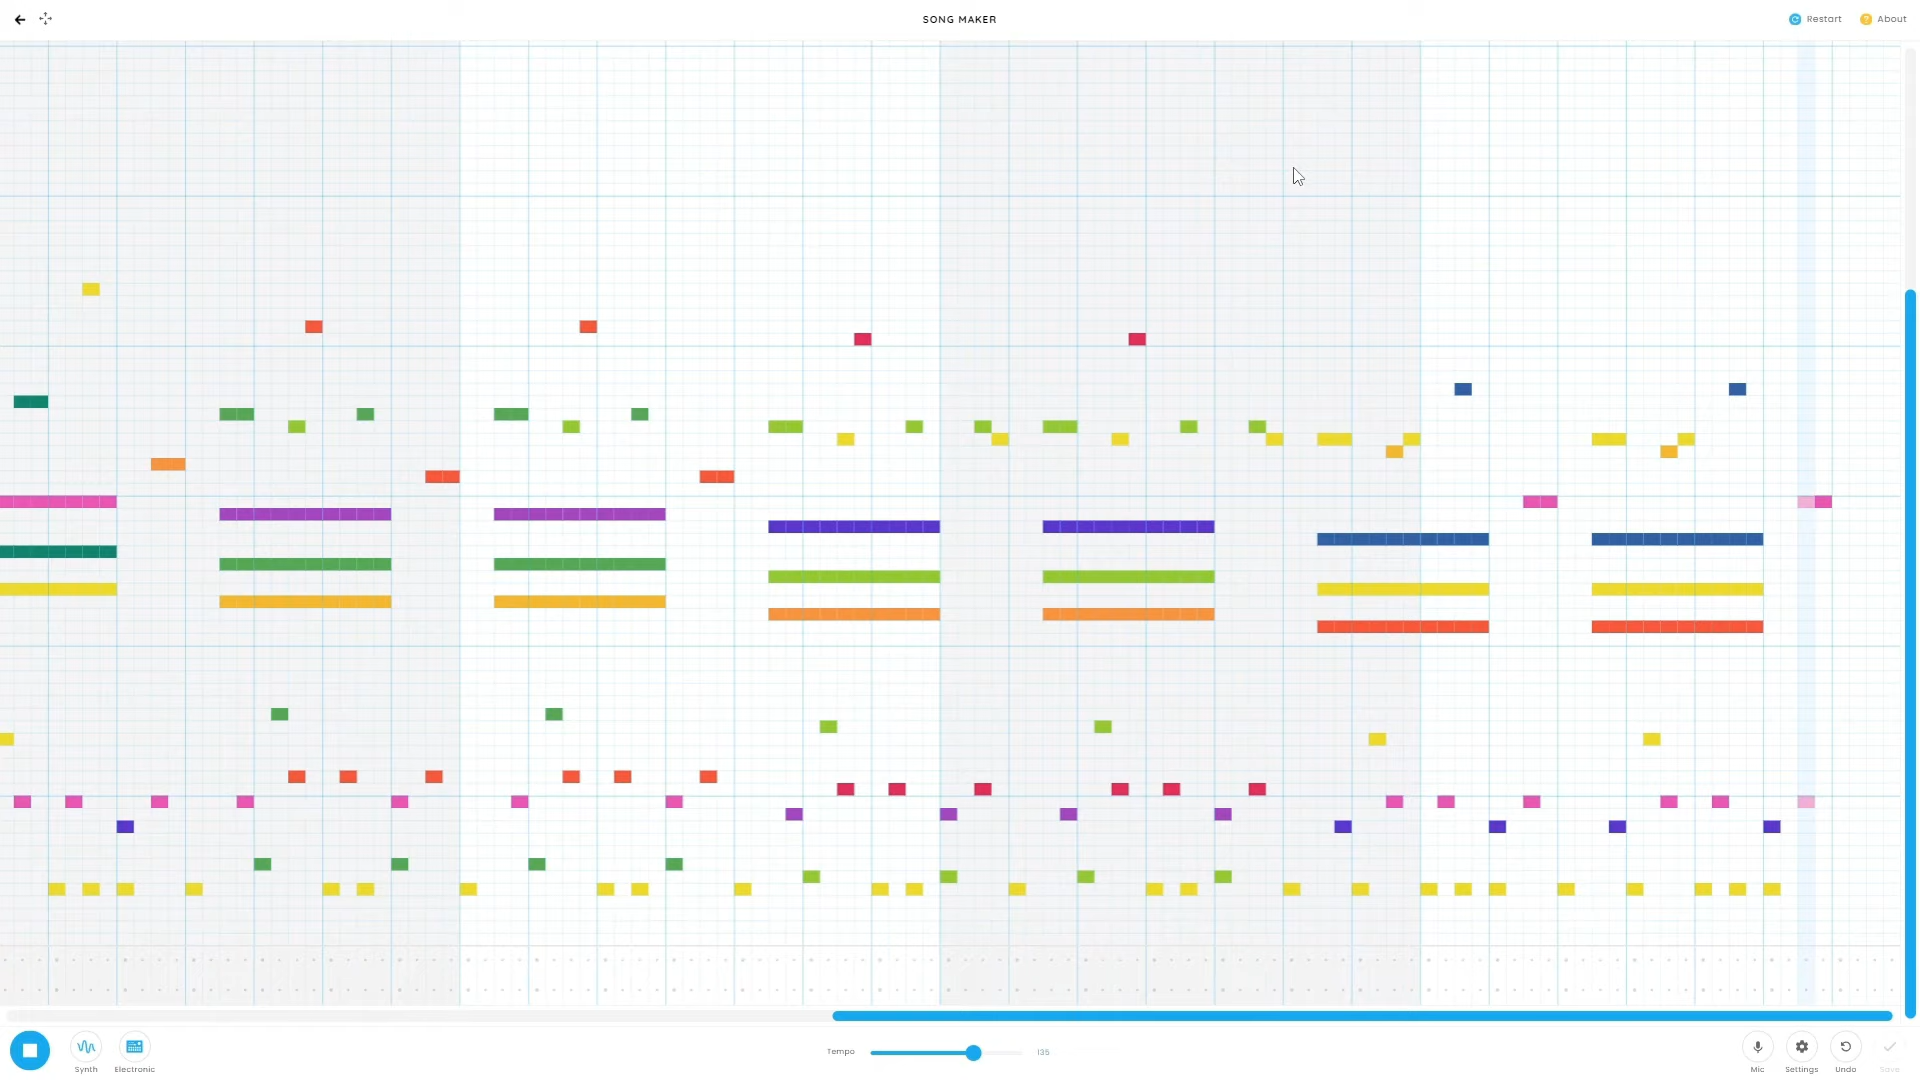 SONG MAKER
Restart
About
Synth
Electronic
Tempo
135
Mic
Settings
Undo
Save